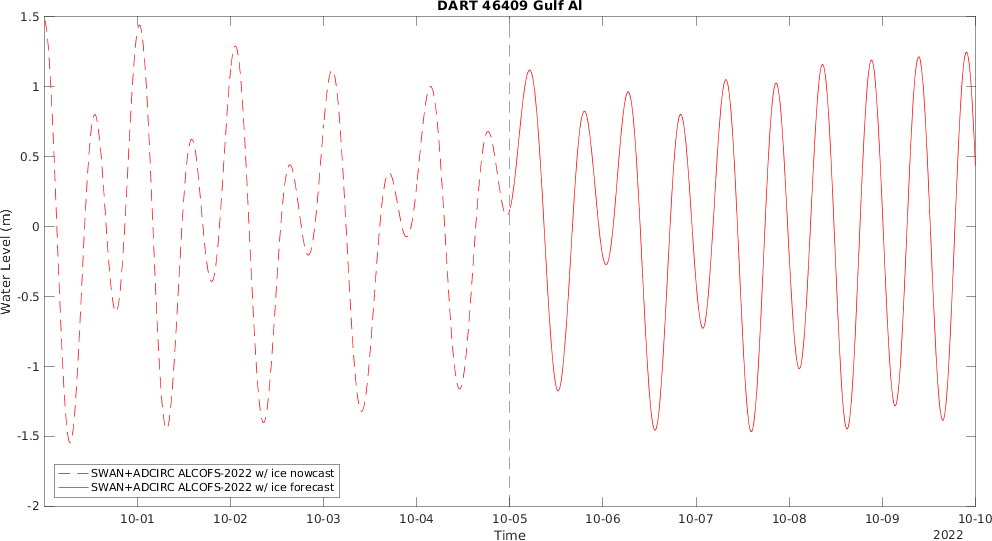 DART 46409 Gulf Al
1.5
1
0.5
0
-0.5
-1
-1.5
-2
Water Level (m)
SWAN+ADCIRC ALCOFS-2022 w/ ice nowcast
SWAN+ADCIRC ALCOFS-2022 w/ ice forecast
10-01 10-02 10-03 10-04 10-05 10-06 10-07 10-08 10-09 10-10
Time
2022